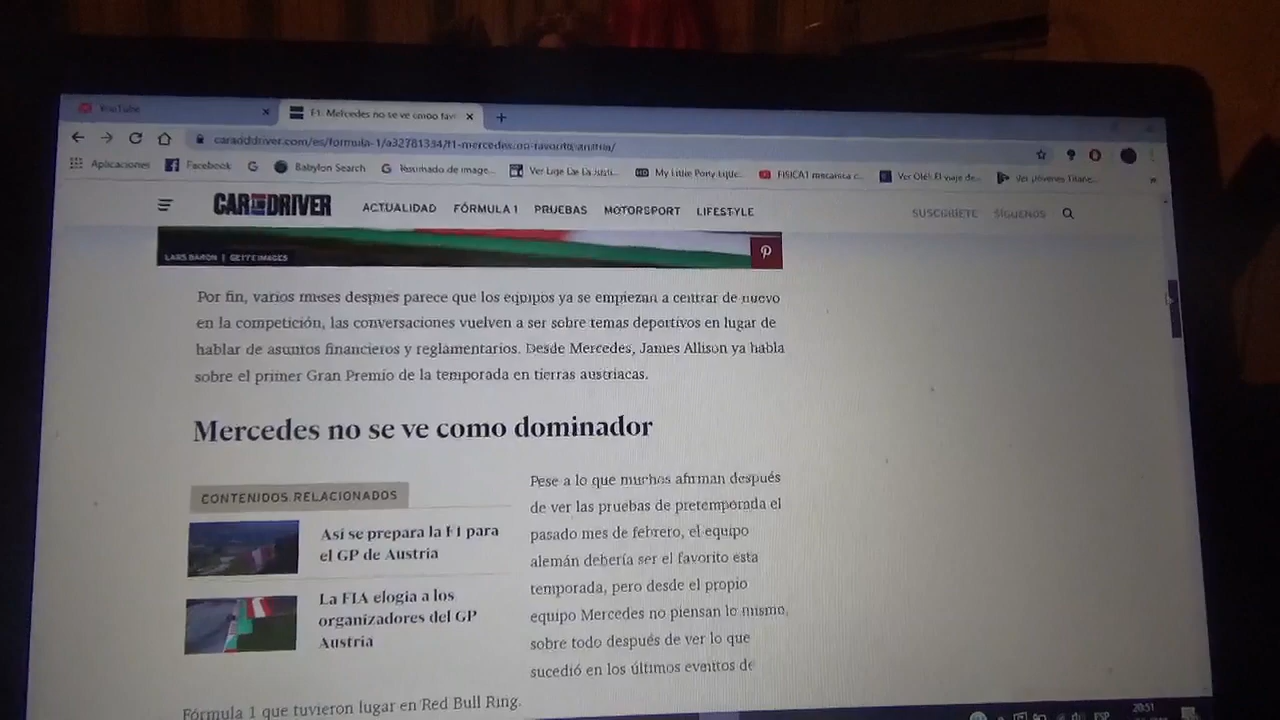 YouTube
F1: Mercedes no se ve como fav
caranddriver.com/es/formula-1/a32781334/f1-mercedes-no-favorito-austria/
Aplicaciones
Facebook
Babylon Search
Resumado de image...
My Little Pony
FISICA1 mecanica c...
Ver Olé! El viaje de...
Ver Jóvenes Titane...
CAR AND DRIVER
ACTUALIDAD
FÓRMULA 1
PRUEBAS
MOTORSPORT
LIFESTYLE
SUSCRÍBETE
SÍGUENOS
LARS BARON | GETTY IMAGES
Por fin, varios meses después parece que los equipos ya se empiezan a centrar de nuevo
en la competición, las conversaciones vuelven a ser sobre temas deportivos en lugar de
hablar de asuntos financieros y reglamentarios. Desde Mercedes, James Allison ya habla
sobre el primer Gran Premio de la temporada en tierras austriacas.
Mercedes no se ve como dominador
CONTENIDOS RELACIONADOS
Así se prepara la F1 para
el GP de Austria
La FIA elogia a los
organizadores del GP
Austria
Pese a lo que muchos afirman después
de ver las pruebas de pretemporada el
pasado mes de febrero, el equipo
alemán debería ser el favorito esta
temporada, pero desde el propio
equipo Mercedes no piensan lo mismo,
sobre todo después de ver lo que
sucedió en los últimos eventos de
Fórmula 1 que tuvieron lugar en Red Bull Ring.
ESP
20:51